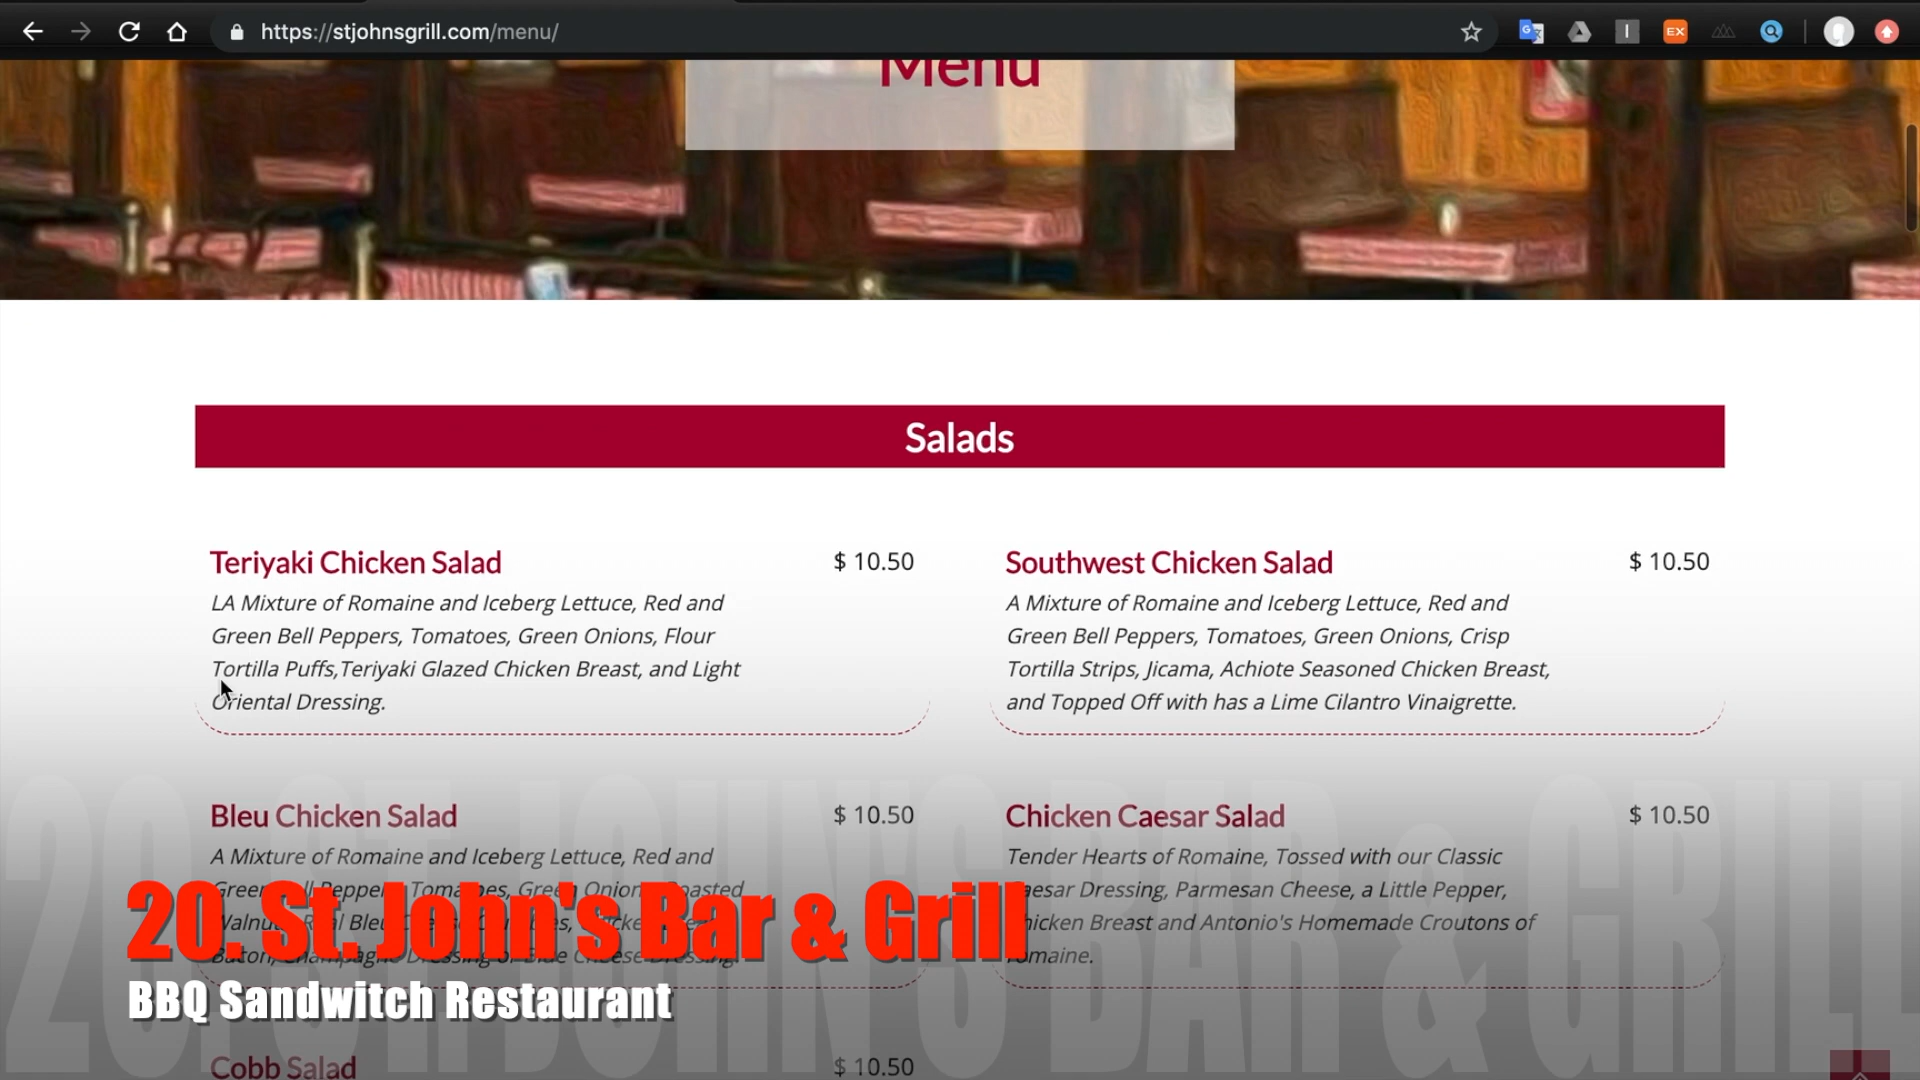 https://stjohnsgrill.com/menu/
EX
Menu
Salads
Teriyaki Chicken Salad $ 10.50
LA Mixture of Romaine and Iceberg Lettuce, Red and
Green Bell Peppers, Tomatoes, Green Onions, Flour
Tortilla Puffs,Teriyaki Glazed Chicken Breast, and Light
Oriental Dressing.
Southwest Chicken Salad $ 10.50
A Mixture of Romaine and Iceberg Lettuce, Red and
Green Bell Peppers, Tomatoes, Green Onions, Crisp
Tortilla Strips, Jicama, Achiote Seasoned Chicken Breast,
and Topped Off with has a Lime Cilantro Vinaigrette.
Bleu Chicken Salad $ 10.50
A Mixture of Romaine and Iceberg Lettuce, Red and
Chicken Caesar Salad $ 10.50
Tender Hearts of Romaine, Tossed with our Classic
Caesar Dressing, Parmesan Cheese, a Little Pepper,
Chicken Breast and Antonio's Homemade Croutons of
Romaine.
20. St. John's Bar & Grill
BBQ Sandwitch Restaurant
Cobb Salad $ 10.50
20. ST. JOHN'S BAR & GRILL